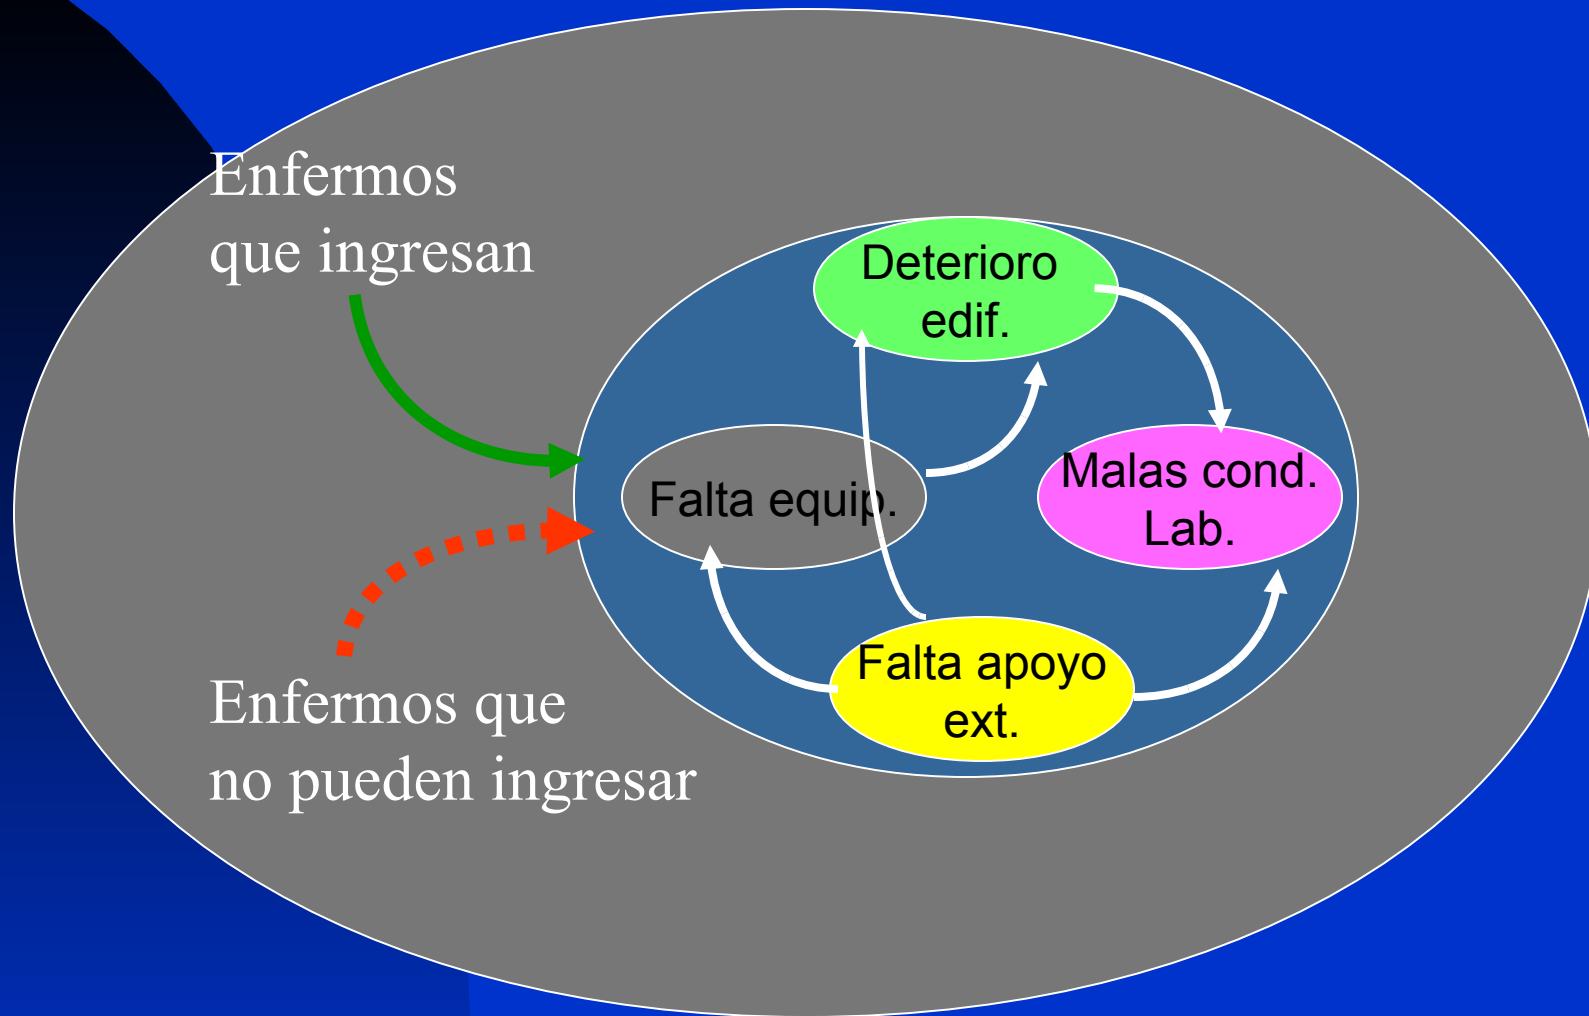 Enfermos
que ingresan
Deterioro
edif.
Falta equip.
Malas cond.
Lab.
Falta apoyo
ext.
Enfermos que
no pueden ingresar